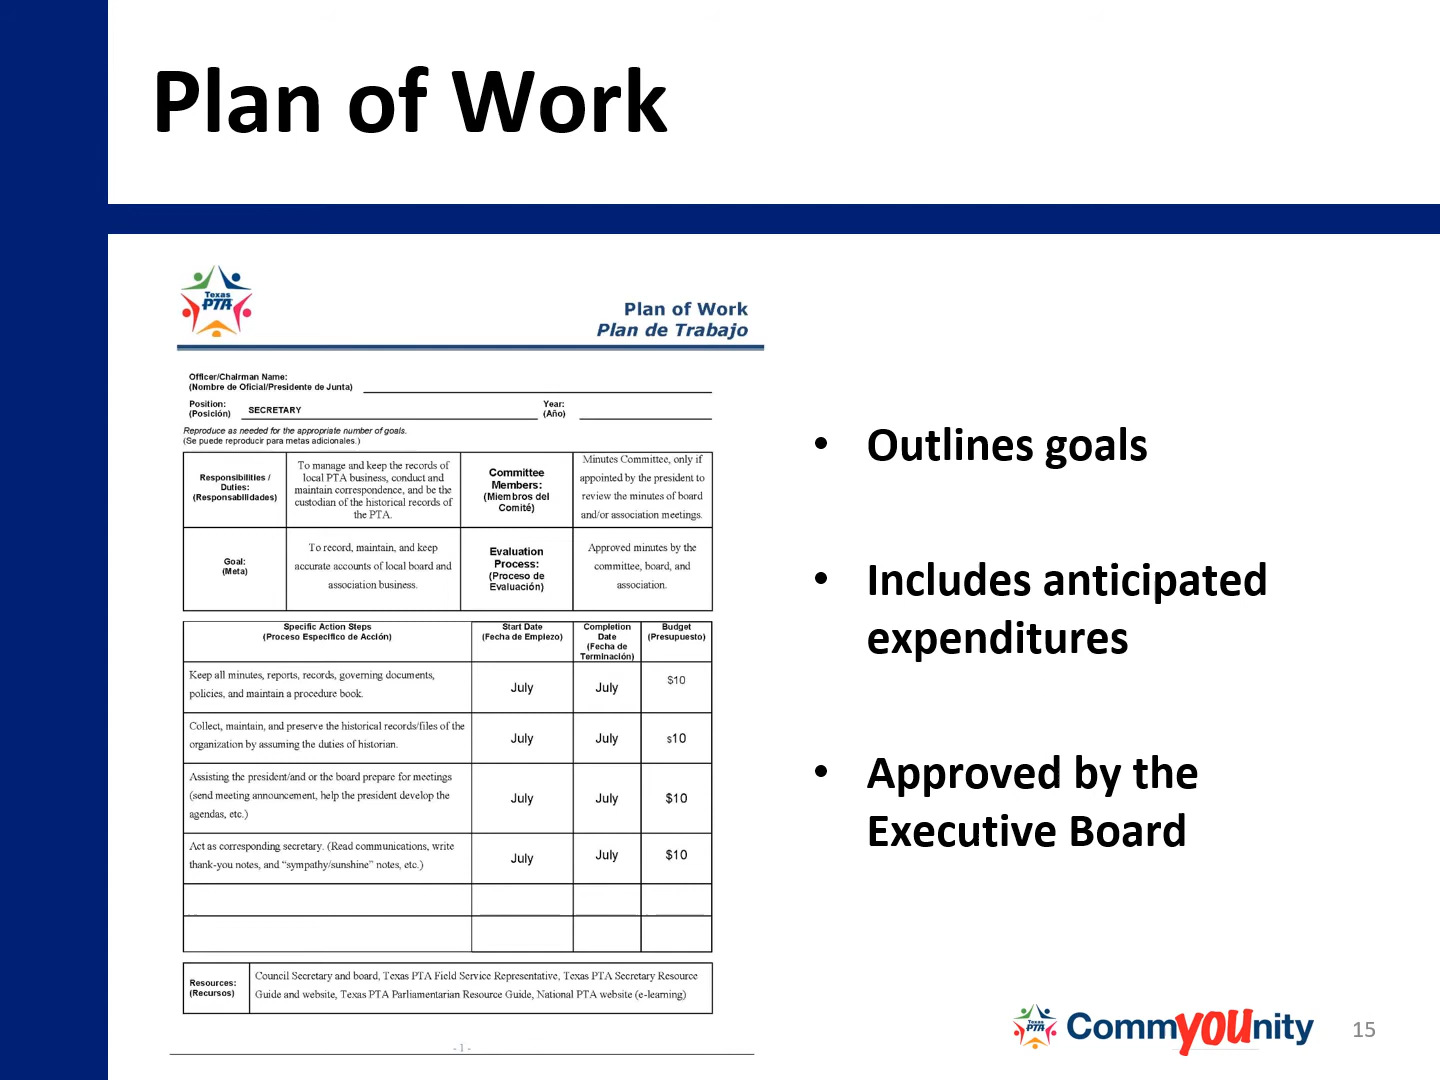 Plan of Work
Texas
PTA
Plan of Work
Plan de Trabajo
Officer/Chairman Name:
(Nombre de Oficial/Presidente de Junta)
Position:
(Posición)
SECRETARY
Year:
(Año)
Reproduce as needed for the appropriate number of goals.
(Se puede reproducir para metas adicionales.)
Responsibilities /
Duties:
(Responsabilidades)
To manage and keep the records of
local PTA business, conduct and
maintain correspondence, and be the
custodian of the historical records of
the PTA.
Committee
Members:
(Miembros del
Comité)
Minutes Committee, only if
appointed by the president to
review the minutes of board
and/or association meetings.
Goal:
(Meta)
To record, maintain, and keep
accurate accounts of local board and
association business.
Evaluation
Process:
(Proceso de
Evaluación)
Approved minutes by the
committee, board, and
association.
Specific Action Steps
(Proceso Especifico de Acción)
Start Date
(Fecha de Empiezo)
Completion
Date
(Fecha de
Terminación)
Budget
(Presupuesto)
Keep all minutes, reports, records, governing documents,
policies, and maintain a procedure book.
July
July
$10
Collect, maintain, and preserve the historical records/files of the
organization by assuming the duties of historian.
July
July
$10
Assisting the president/and or the board prepare for meetings
(send meeting announcement, help the president develop the
agendas, etc.)
July
July
$10
Act as corresponding secretary. (Read communications, write
thank-you notes, and “sympathy/sunshine” notes, etc.)
July
July
$10
Resources:
(Recursos)
Council Secretary and board, Texas PTA Field Service Representative, Texas PTA Secretary Resource
Guide and website, Texas PTA Parliamentarian Resource Guide, National PTA website (e-learning)
- 1 -
• Outlines goals
• Includes anticipated
expenditures
• Approved by the
Executive Board
Texas
PTA
CommYOUnity
15